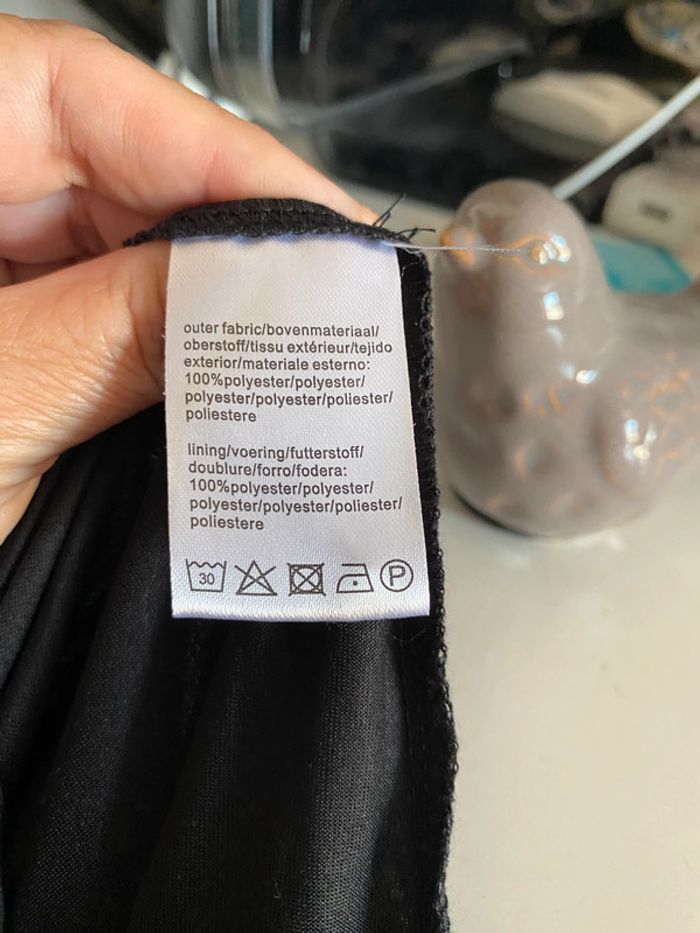 outer fabric/bovenmateriaal/
oberstoff/tissu extérieur/tejido
exterior/materiale esterno:
100%polyester/polyester/
polyester/polyester/poliester/
poliestere
lining/voering/futterstoff/
doublure/forro/fodera:
100%polyester/polyester/
polyester/polyester/poliester/
poliestere
30 P